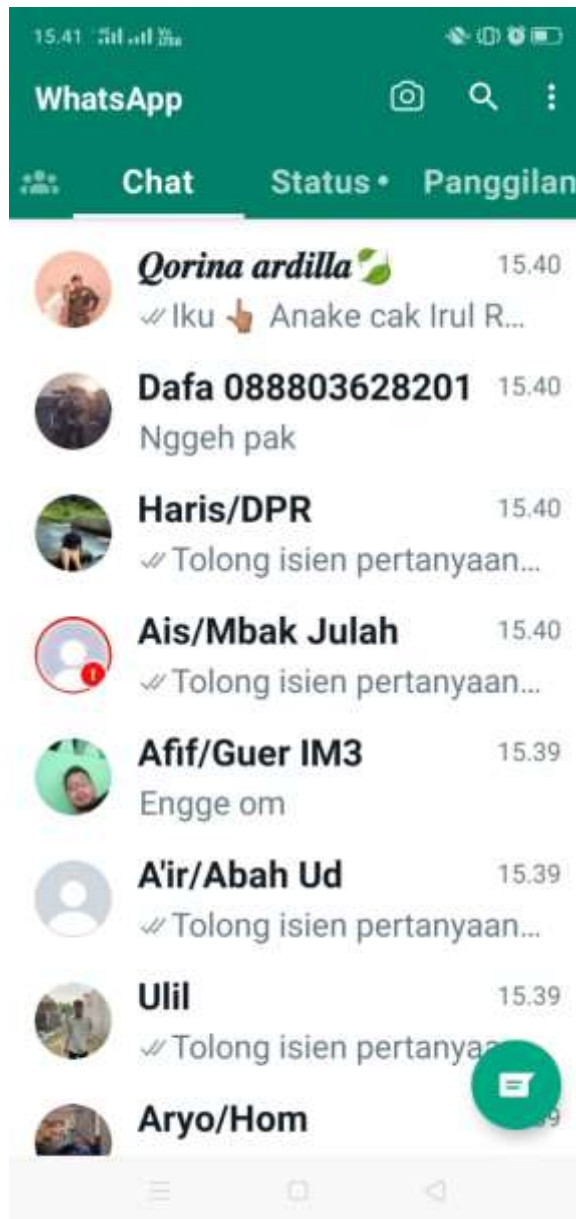 15.41
WhatsApp
Chat Status Panggilan
Qorina ardilla🍃 15.40
Iku 👆🏽 Anake cak Irul R...
Dafa 088803628201 15.40
Nggeh pak
Haris/DPR 15.40
Tolong isien pertanyaan...
Ais/Mbak Julah 15.40
Tolong isien pertanyaan...
Afif/Guer IM3 15.39
Engge om
A'ir/Abah Ud 15.39
Tolong isien pertanyaan...
Ulil 15.39
Tolong isien
Aryo/Hom